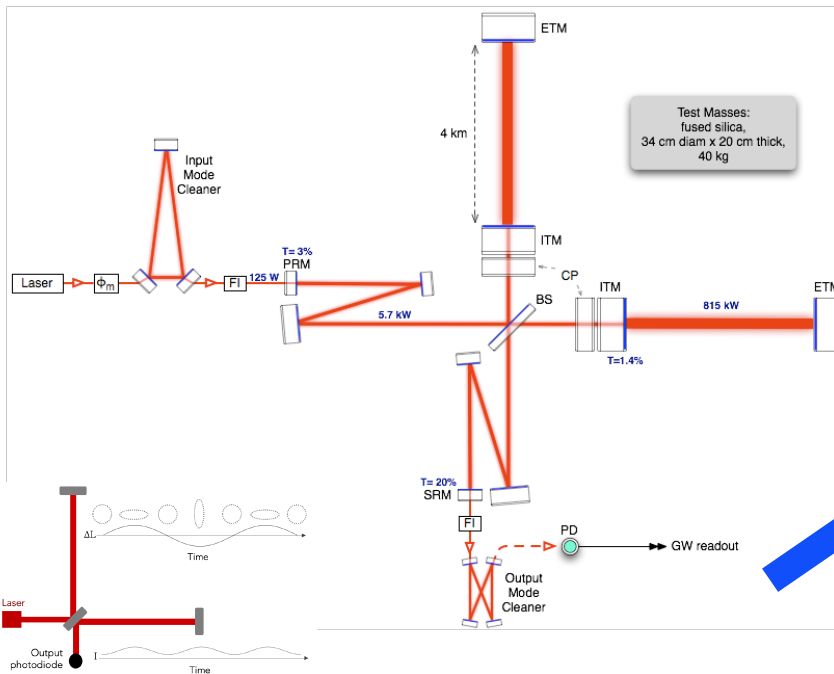 ETM
4 km
Test Masses:
fused silica,
34 cm diam x 20 cm thick,
40 kg
Input
Mode
Cleaner
ITM
T= 3%
PRM
CP
Laser
ϕm
FI
125 W
BS
ITM
ETM
5.7 kW
815 kW
T=1.4%
T= 20%
SRM
FI
PD
GW readout
Output
Mode
Cleaner
ΔL
Time
Laser
Output
photodiode
I
Time